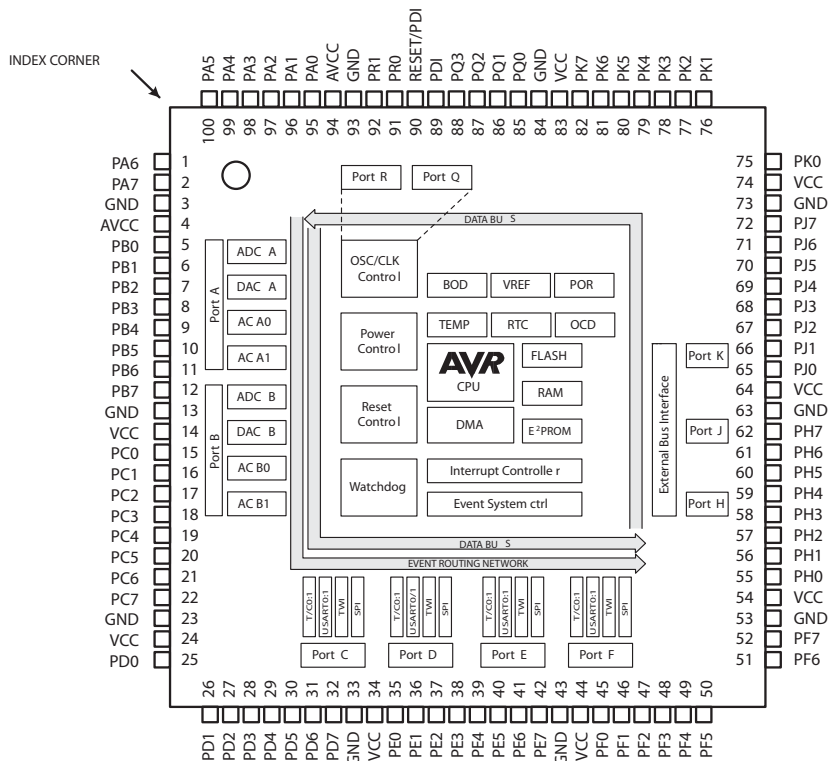 INDEX CORNER
PA5 PA4 PA3 PA2 PA1 PA0 AVCC GND PR1 PR0 RESET/PDI PDI PQ3 PQ2 PQ1 PQ0 GND VCC PK7 PK6 PK5 PK4 PK3 PK2 PK1
100 99 98 97 96 95 94 93 92 91 90 89 88 87 86 85 84 83 82 81 80 79 78 77 76
PA6 1
PA7 2
GND 3
AVCC 4
PB0 5
PB1 6
PB2 7
PB3 8
PB4 9
PB5 10
PB6 11
PB7 12
GND 13
VCC 14
PC0 15
PC1 16
PC2 17
PC3 18
PC4 19
PC5 20
PC6 21
PC7 22
GND 23
VCC 24
PD0 25
Port R Port Q
DATA BU S
Port A
ADC A
DAC A
AC A0
AC A1
Port B
ADC B
DAC B
AC B0
AC B1
OSC/CLK
Control
Power
Control
Reset
Control
Watchdog
BOD VREF POR
TEMP RTC OCD
AVR
CPU
FLASH
RAM
DMA
E²PROM
Interrupt Controlle r
Event System ctrl
External Bus Interface
Port K
Port J
Port H
DATA BU S
EVENT ROUTING NETWORK
T/C0:1 USART0:1 TWI SPI
T/C0:1 USART0/1 TWI SPI
T/C0:1 USART0:1 TWI SPI
T/C0:1 USART0:1 TWI SPI
Port C Port D Port E Port F
75 PK0
74 VCC
73 GND
72 PJ7
71 PJ6
70 PJ5
69 PJ4
68 PJ3
67 PJ2
66 PJ1
65 PJ0
64 VCC
63 GND
62 PH7
61 PH6
60 PH5
59 PH4
58 PH3
57 PH2
56 PH1
55 PH0
54 VCC
53 GND
52 PF7
51 PF6
26 27 28 29 30 31 32 33 34 35 36 37 38 39 40 41 42 43 44 45 46 47 48 49 50
PD1 PD2 PD3 PD4 PD5 PD6 PD7 GND VCC PE0 PE1 PE2 PE3 PE4 PE5 PE6 PE7 GND VCC PF0 PF1 PF2 PF3 PF4 PF5